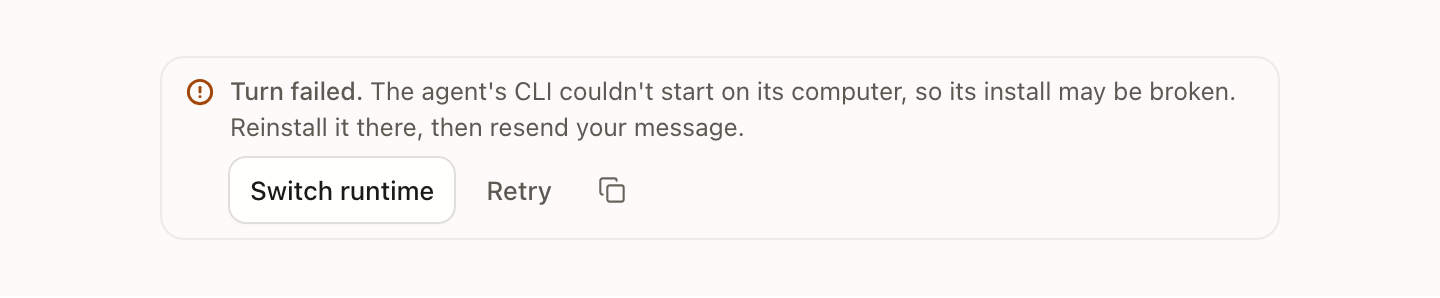 Turn failed. The agent's CLI couldn't start on its computer, so its install may be broken.
Reinstall it there, then resend your message.
Switch runtime Retry